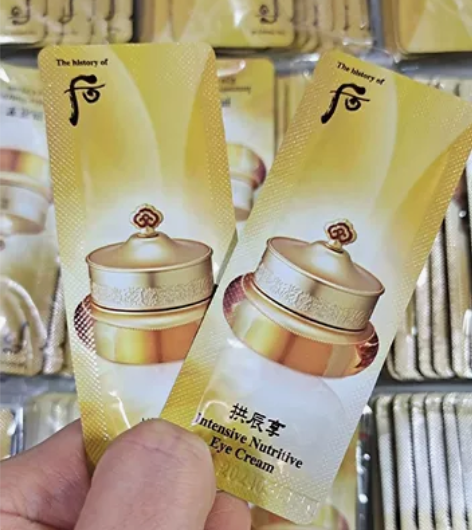 The history of
后
The history of
后
拱辰享
Intensive Nutritive
Eye Cream